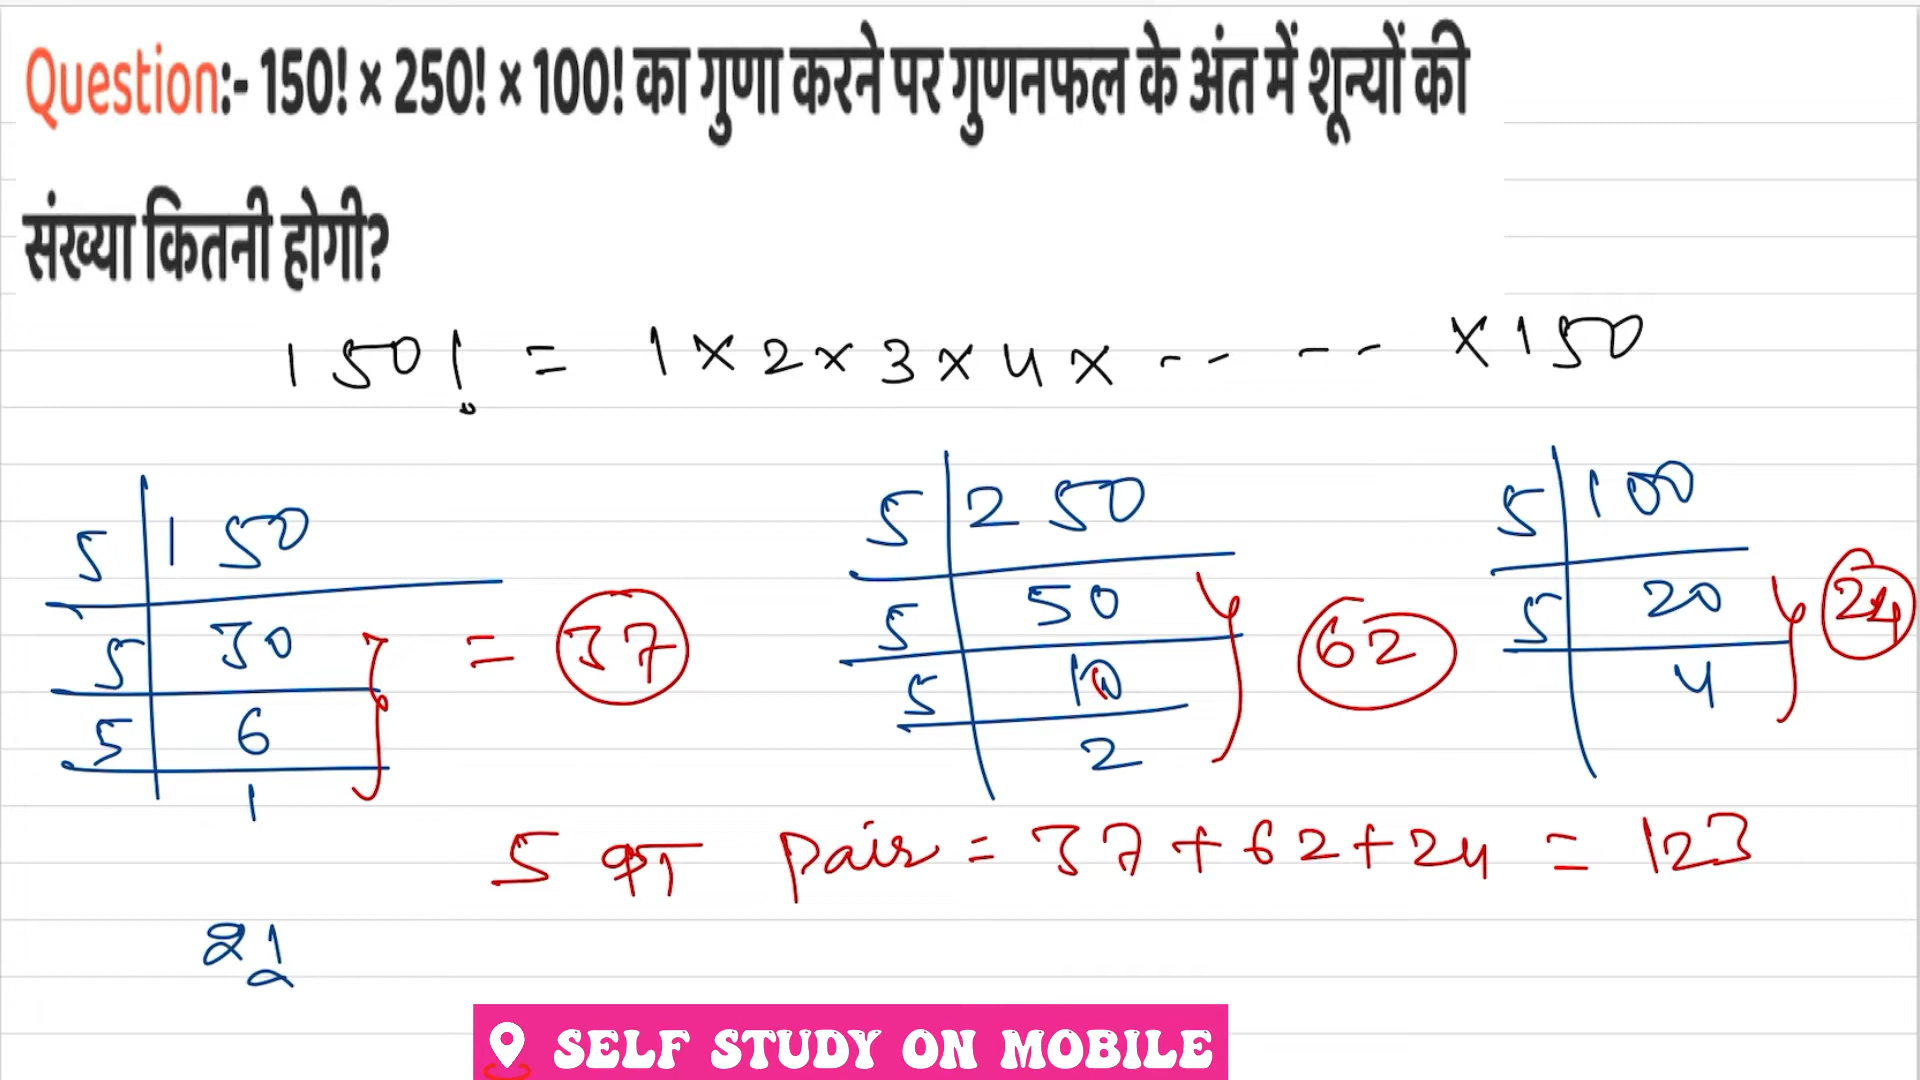 Question:- 150! × 250! × 100! का गुणा करने पर गुणनफल के अंत में शून्यों की
संख्या कितनी होगी?
150! = 1 × 2 × 3 × 4 × -- -- × 150
5 | 150
5 | 30
5 | 6
1
= 37
5 | 250
5 | 50
5 | 10
2
62
5 | 100
5 | 20
4
24
5 का pair = 37 + 62 + 24 = 123
SELF STUDY ON MOBILE